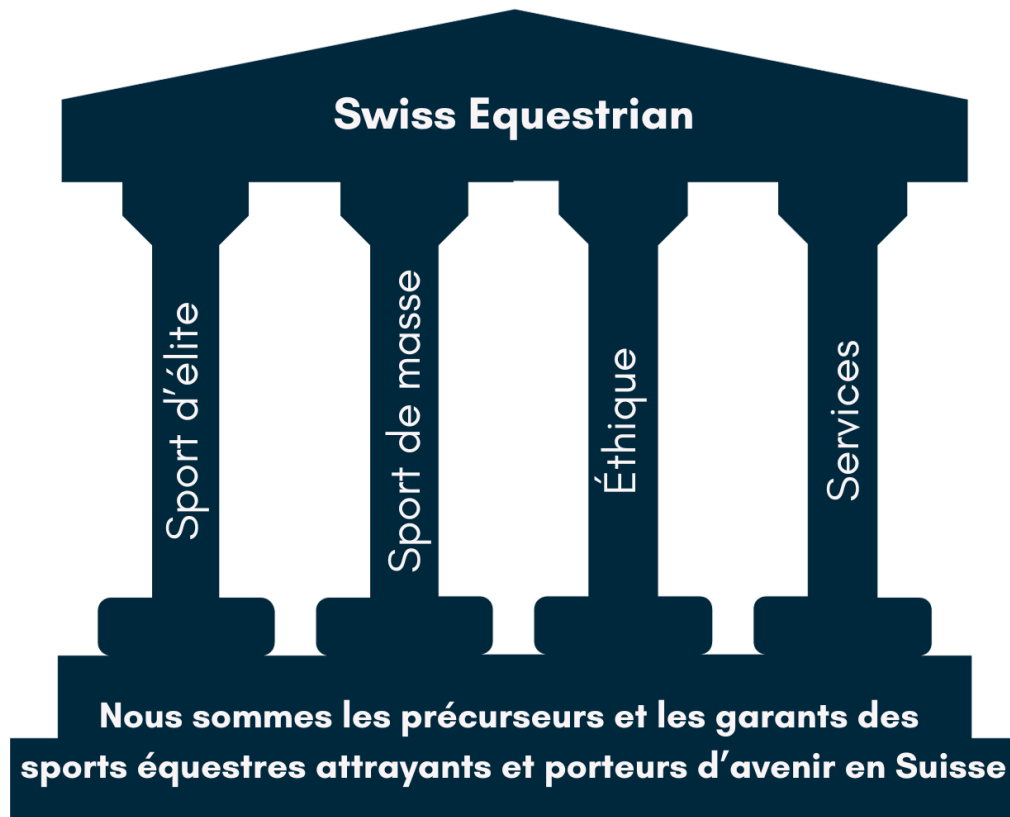 Swiss Equestrian
Sport d’élite
Sport de masse
Éthique
Services
Nous sommes les précurseurs et les garants des
sports équestres attrayants et porteurs d’avenir en Suisse